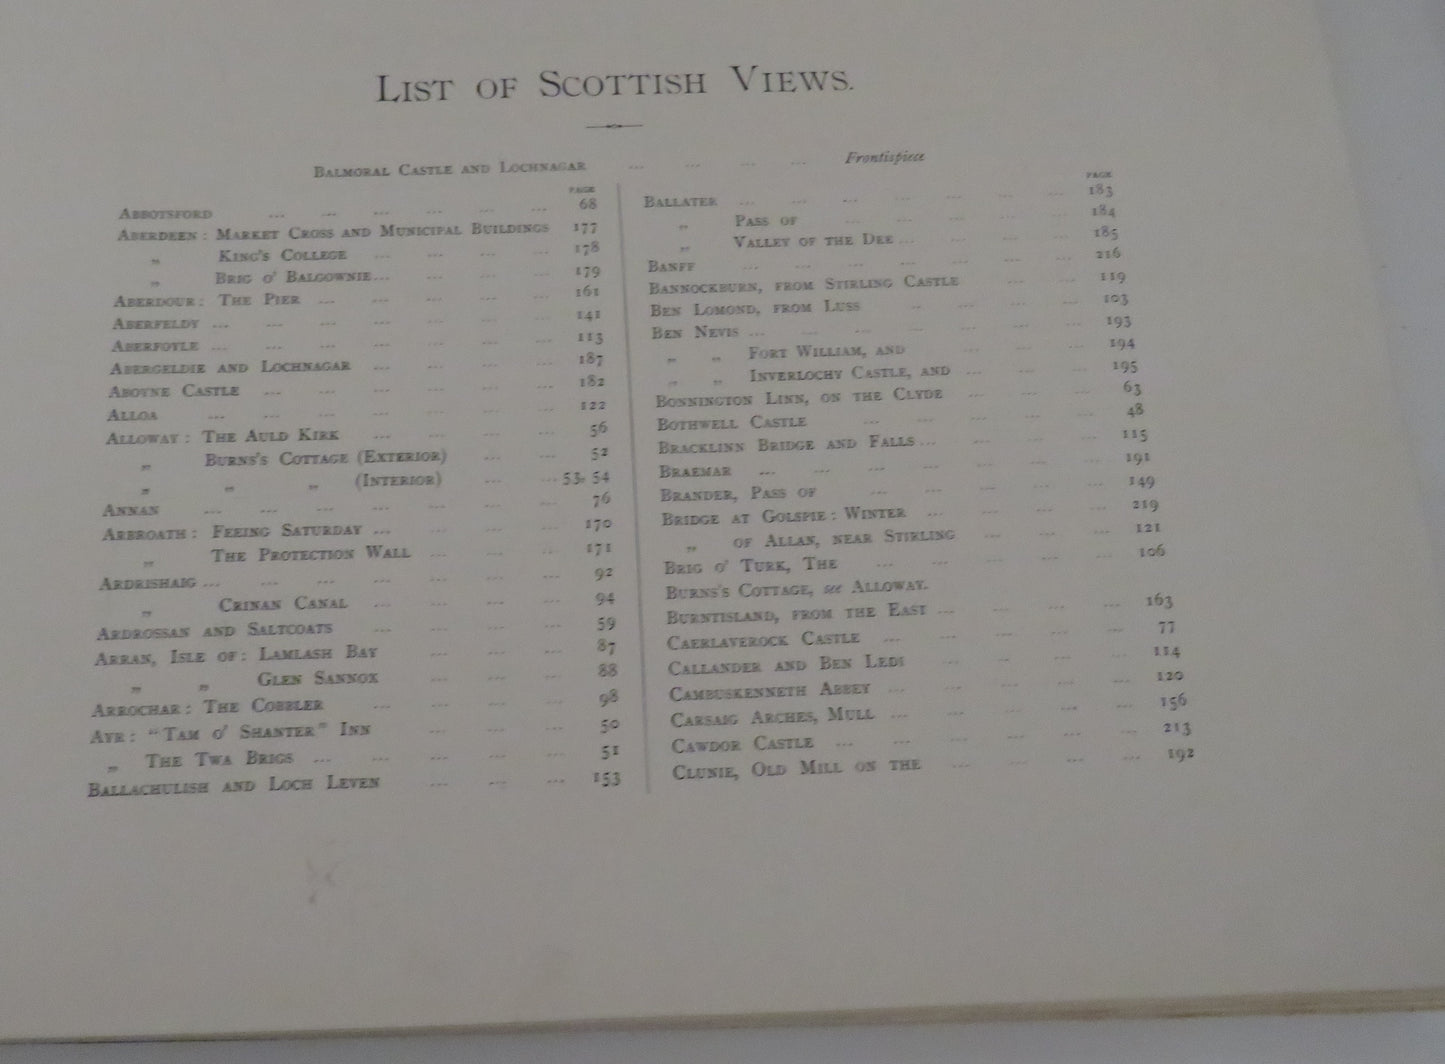 LIST OF SCOTTISH VIEWS.
BALMORAL CASTLE AND LOCHNAGAR ... ... ... ... Frontispiece
PAGE
ABBOTSFORD ... ... ... ... ... ... 68
ABERDEEN : MARKET CROSS AND MUNICIPAL BUILDINGS 177
„ KING'S COLLEGE ... ... ... ... 178
„ BRIG O' BALGOWNIE... ... ... ... 179
ABERDOUR : THE PIER ... ... ... ... ... 161
ABERFELDY ... ... ... ... ... ... ... 141
ABERFOYLE ... ... ... ... ... ... ... 113
ABERGELDIE AND LOCHNAGAR ... ... ... ... 187
ABOYNE CASTLE ... ... ... ... ... ... 182
ALLOA ... ... ... ... ... ... ... 122
ALLOWAY : THE AULD KIRK ... ... ... ... 56
„ BURNS'S COTTAGE (EXTERIOR) ... ... 52
„ „ „ (INTERIOR) ... ... 53, 54
ANNAN ... ... ... ... ... ... ... 76
ARBROATH : FEEING SATURDAY ... ... ... ... 170
„ THE PROTECTION WALL ... ... ... 171
ARDRISHAIG ... ... ... ... ... ... ... 92
„ CRINAN CANAL ... ... ... ... 94
ARDROSSAN AND SALTCOATS ... ... ... ... 59
ARRAN, ISLE OF : LAMLASH BAY ... ... ... 87
„ „ GLEN SANNOX ... ... ... 88
ARROCHAR : THE COBBLER ... ... ... ... 98
AYR : "TAM O' SHANTER" INN ... ... ... 50
„ THE TWA BRIGS ... ... ... ... ... 51
BALLACHULISH AND LOCH LEVEN ... ... ... 153
PAGE
BALLATER ... ... ... ... ... ... ... 183
„ PASS OF ... ... ... ... ... 184
„ VALLEY OF THE DEE ... ... ... ... 185
BANFF ... ... ... ... ... ... ... 216
BANNOCKBURN, FROM STIRLING CASTLE ... ... 119
BEN LOMOND, FROM LUSS ... ... ... ... 103
BEN NEVIS ... ... ... ... ... ... ... 193
„ „ FORT WILLIAM, AND ... ... ... 194
„ „ INVERLOCHY CASTLE, AND ... ... ... 195
BONNINGTON LINN, ON THE CLYDE ... ... ... 63
BOTHWELL CASTLE ... ... ... ... ... 48
BRACKLINN BRIDGE AND FALLS ... ... ... ... 115
BRAEMAR ... ... ... ... ... ... ... 191
BRANDER, PASS OF ... ... ... ... ... 149
BRIDGE AT GOLSPIE : WINTER ... ... ... ... 219
„ OF ALLAN, NEAR STIRLING ... ... ... 121
BRIG O' TURK, THE ... ... ... ... ... 106
BURNS'S COTTAGE, see ALLOWAY.
BURNTISLAND, FROM THE EAST ... ... ... ... 163
CAERLAVEROCK CASTLE ... ... ... ... ... 77
CALLANDER AND BEN LEDI ... ... ... ... 114
CAMBUSKENNETH ABBEY ... ... ... ... ... 120
CARSAIG ARCHES, MULL ... ... ... ... ... 156
CAWDOR CASTLE ... ... ... ... ... ... 213
CLUNIE, OLD MILL ON THE ... ... ... ... 192